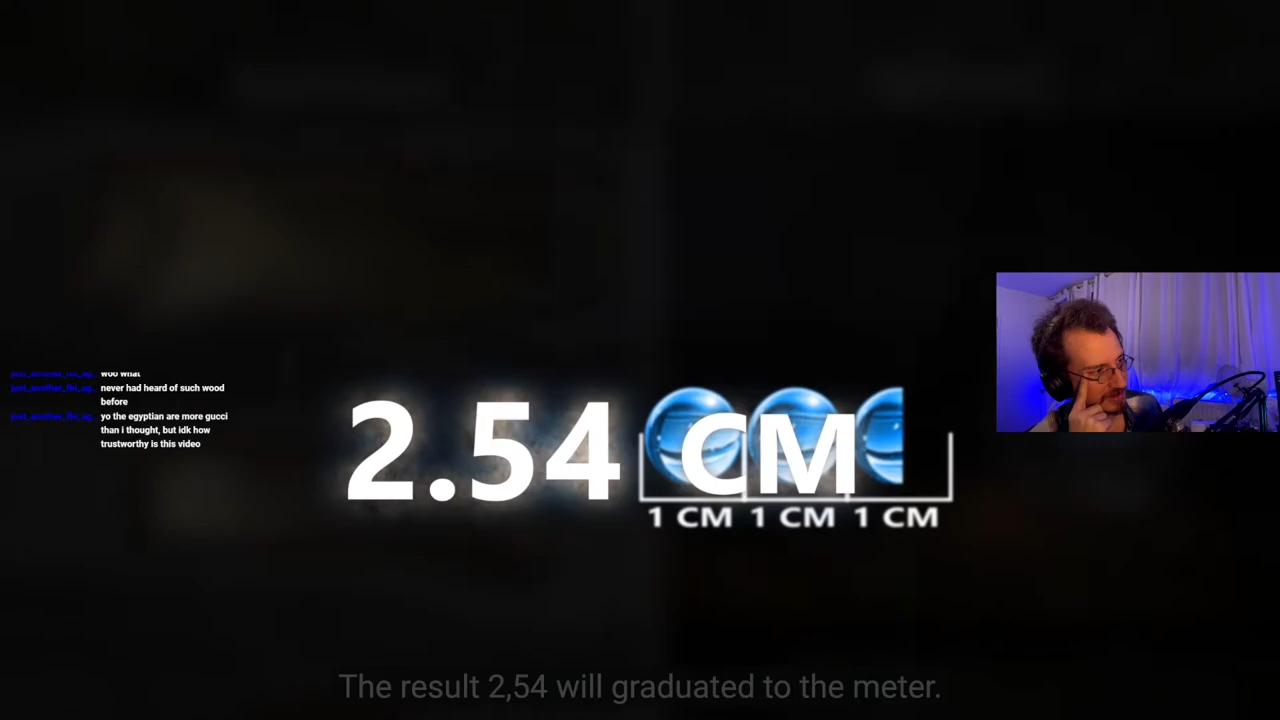 woo what
never had heard of such wood
before
yo the egyptian are more gucci
than i thought, but idk how
trustworthy is this video
2.54 CM
1 CM 1 CM 1 CM
The result 2,54 will graduated to the meter.